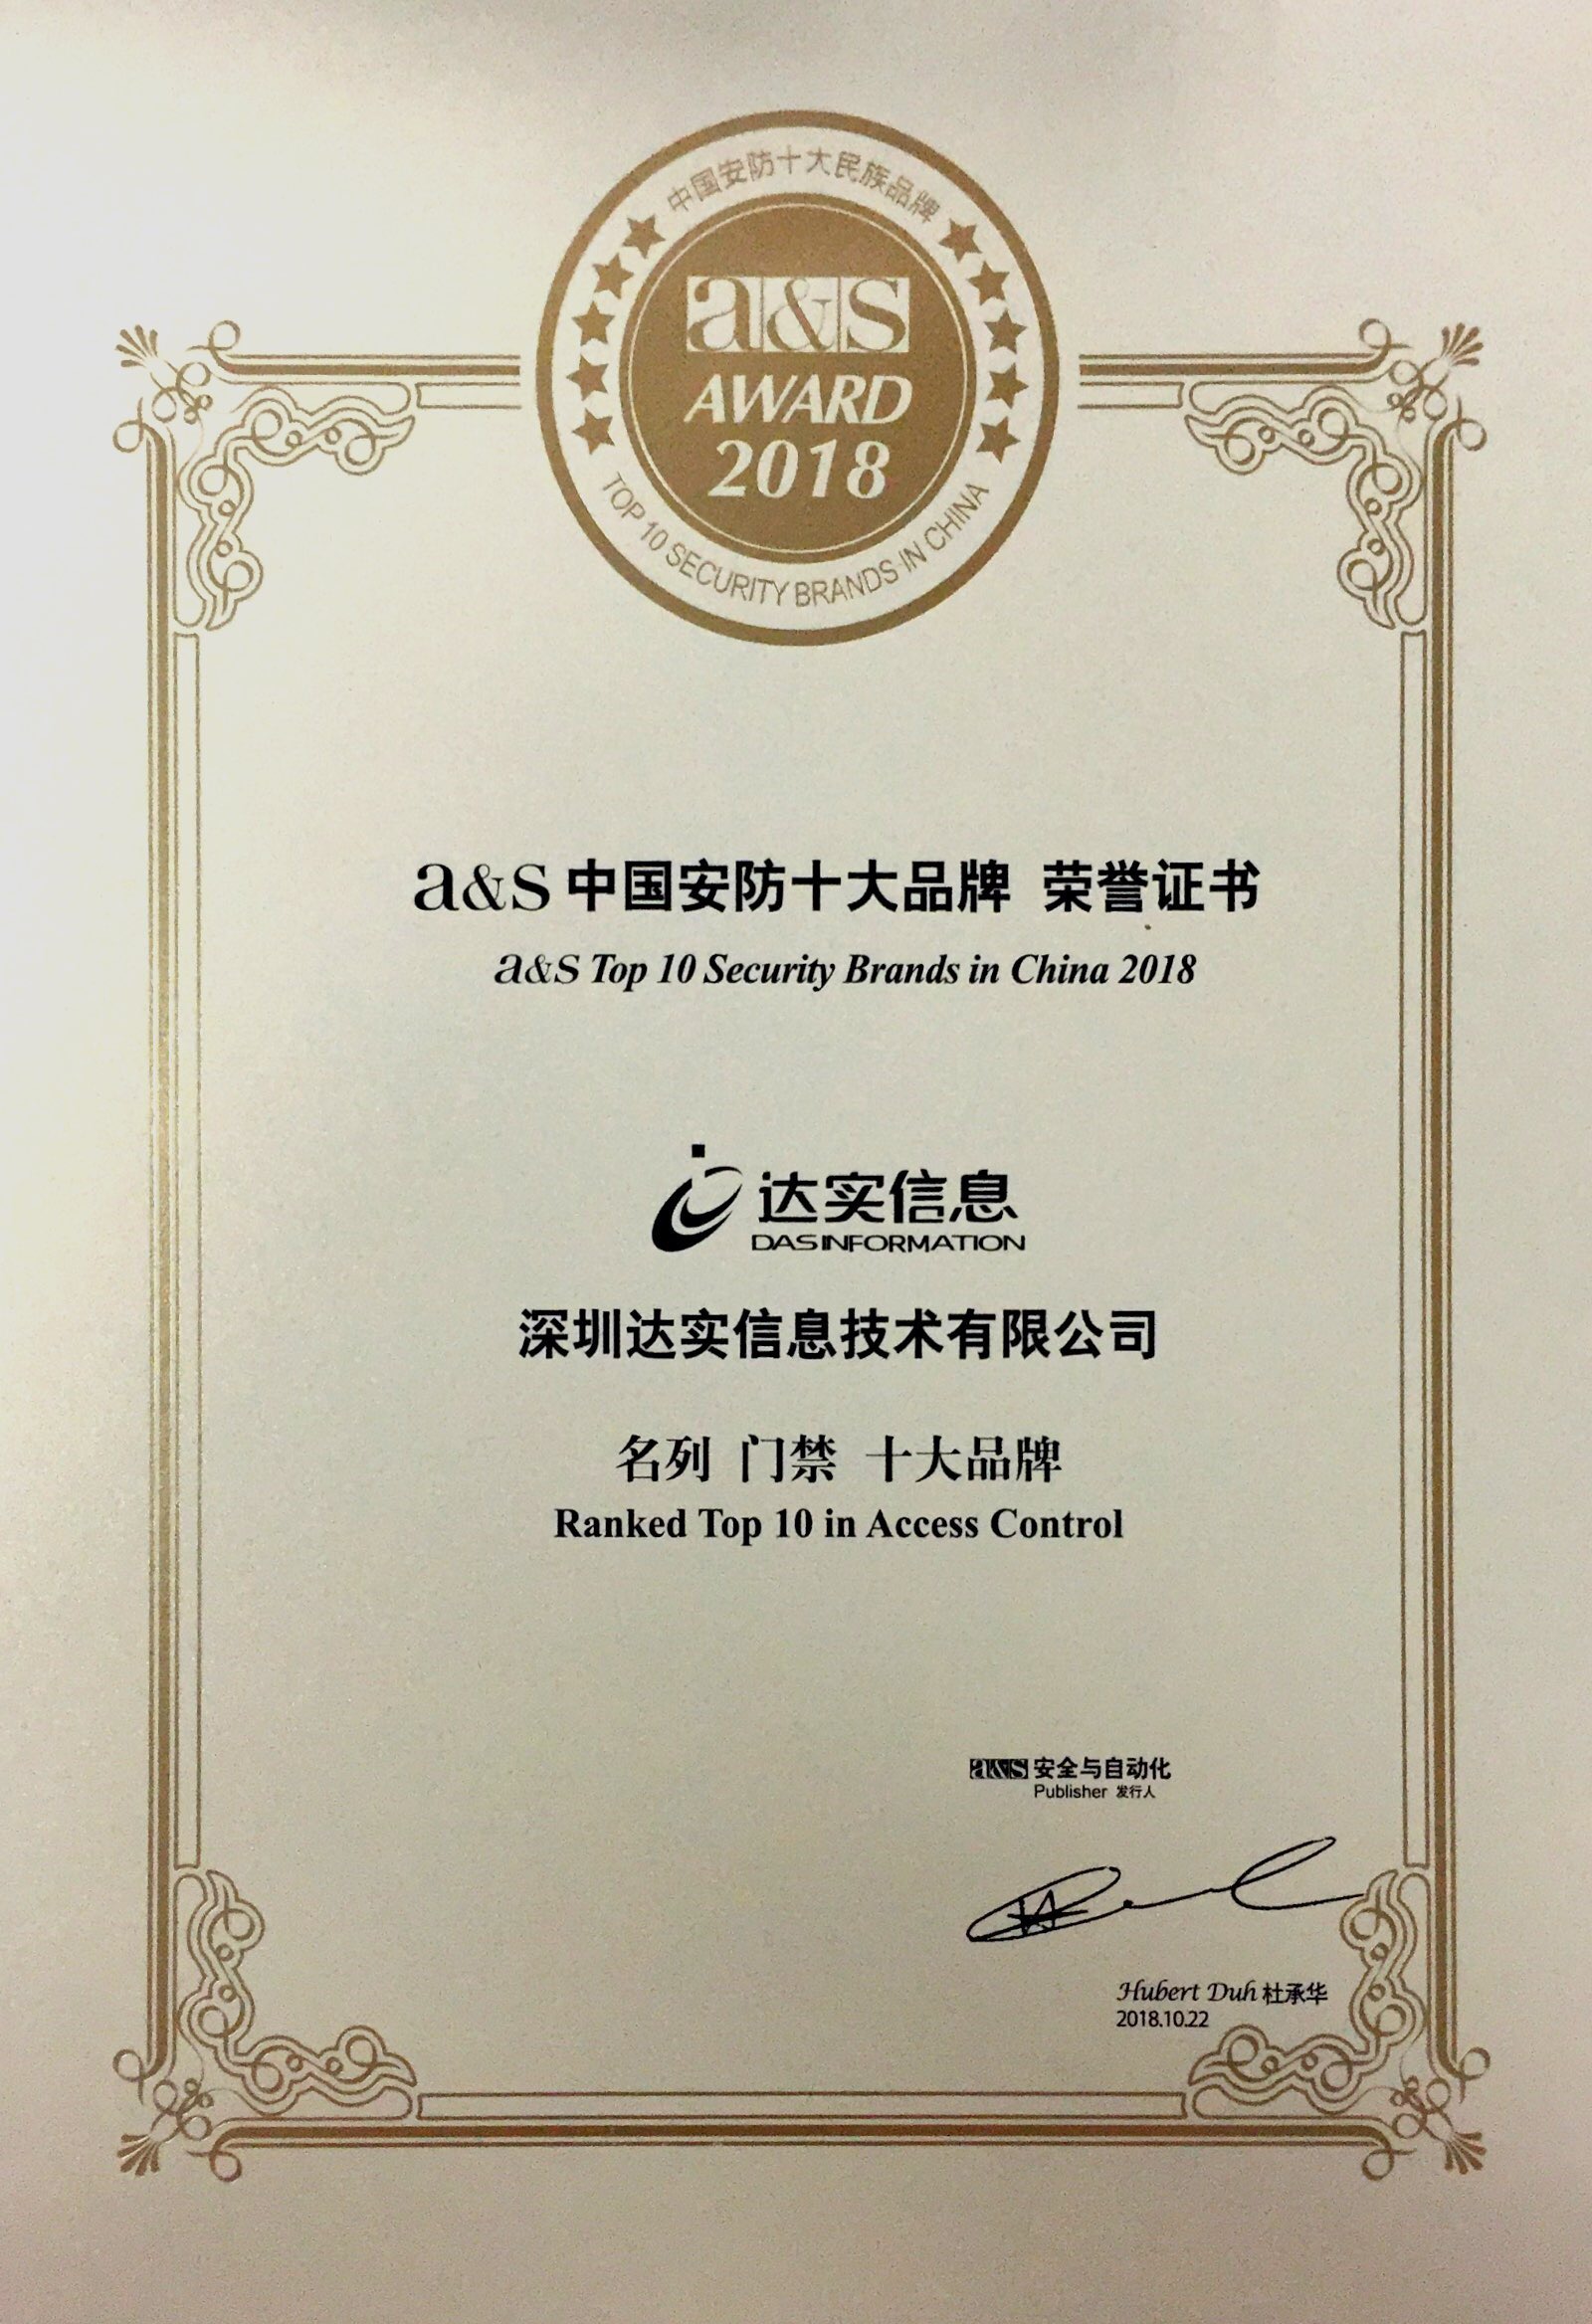 中国安防十大民族品牌
a&s
AWARD
2018
TOP 10 SECURITY BRANDS IN CHINA
a&s 中国安防十大品牌 荣誉证书
a&s Top 10 Security Brands in China 2018
达实信息
DAS INFORMATION
深圳达实信息技术有限公司
名列 门禁 十大品牌
Ranked Top 10 in Access Control
a&s 安全与自动化
Publisher 发行人
Hubert Duh 杜承华
2018.10.22